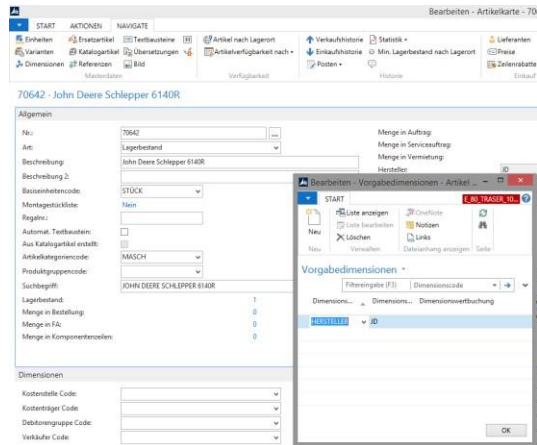 Bearbeiten - Artikelkarte - 70
START AKTIONEN NAVIGATE
Einheiten Ersatzartikel Textbausteine Artikel nach Lagerort Verkaufshistorie Statistik Lieferanten
Varianten Katalogartikel Übersetzungen Artikelverfügbarkeit nach Einkaufshistorie Min. Lagerbestand nach Lagerort Preise
Dimensionen Referenzen Bild Posten Zeilenrabatte
Masterdaten Verfügbarkeit Historie Einkauf
70642 - John Deere Schlepper 6140R
Allgemein
Nr.: 70642 ... Menge in Auftrag:
Art: Lagerbestand Menge in Serviceauftrag:
Beschreibung: John Deere Schlepper 6140R Menge in Vermietung:
Beschreibung 2: Hersteller: JD
Basiseinheitencode: STÜCK
Montagestückliste: Nein
Regalnr.:
Automat. Textbaustein:
Aus Katalogartikel erstellt:
Artikelkategoriencode: MASCH
Produktgruppencode:
Suchbegriff: JOHN DEERE SCHLEPPER 6140R
Lagerbestand: 1
Menge in Bestellung: 0
Menge in FA: 0
Menge in Komponentenzeilen: 0
Dimensionen
Kostenstelle Code:
Kostenträger Code:
Debitorengruppe Code:
Verkäufer Code:
Bearbeiten - Vorgabedimensionen - Artikel ...
START E_80_TRASER_10...
Neu Liste anzeigen OneNote
Liste bearbeiten Notizen
Löschen Links
Neu Verwalten Dateianhang anzeigen Seite
Vorgabedimensionen
Filtereingabe (F3) Dimensionscode
Dimensions... Dimensions... Dimensionswertbuchung
HERSTELLER JD
OK